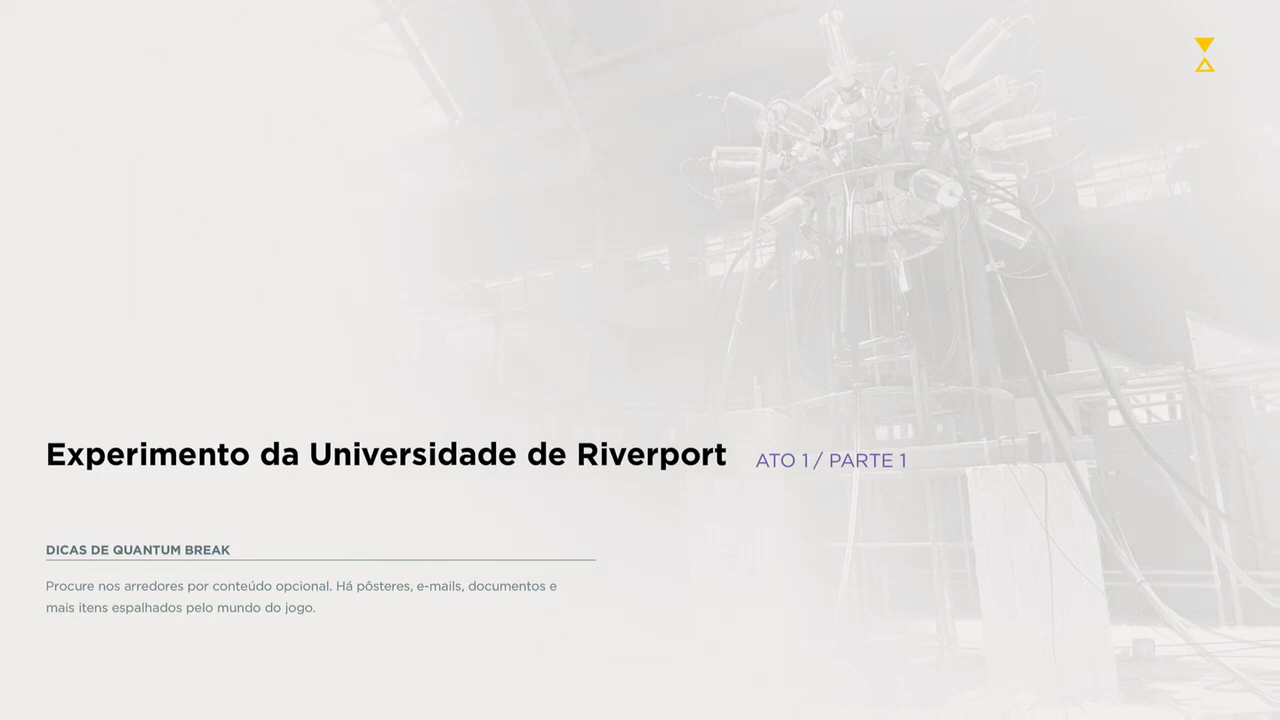 Experimento da Universidade de Riverport ATO 1 / PARTE 1
DICAS DE QUANTUM BREAK
Procure nos arredores por conteúdo opcional. Há pôsteres, e-mails, documentos e
mais itens espalhados pelo mundo do jogo.